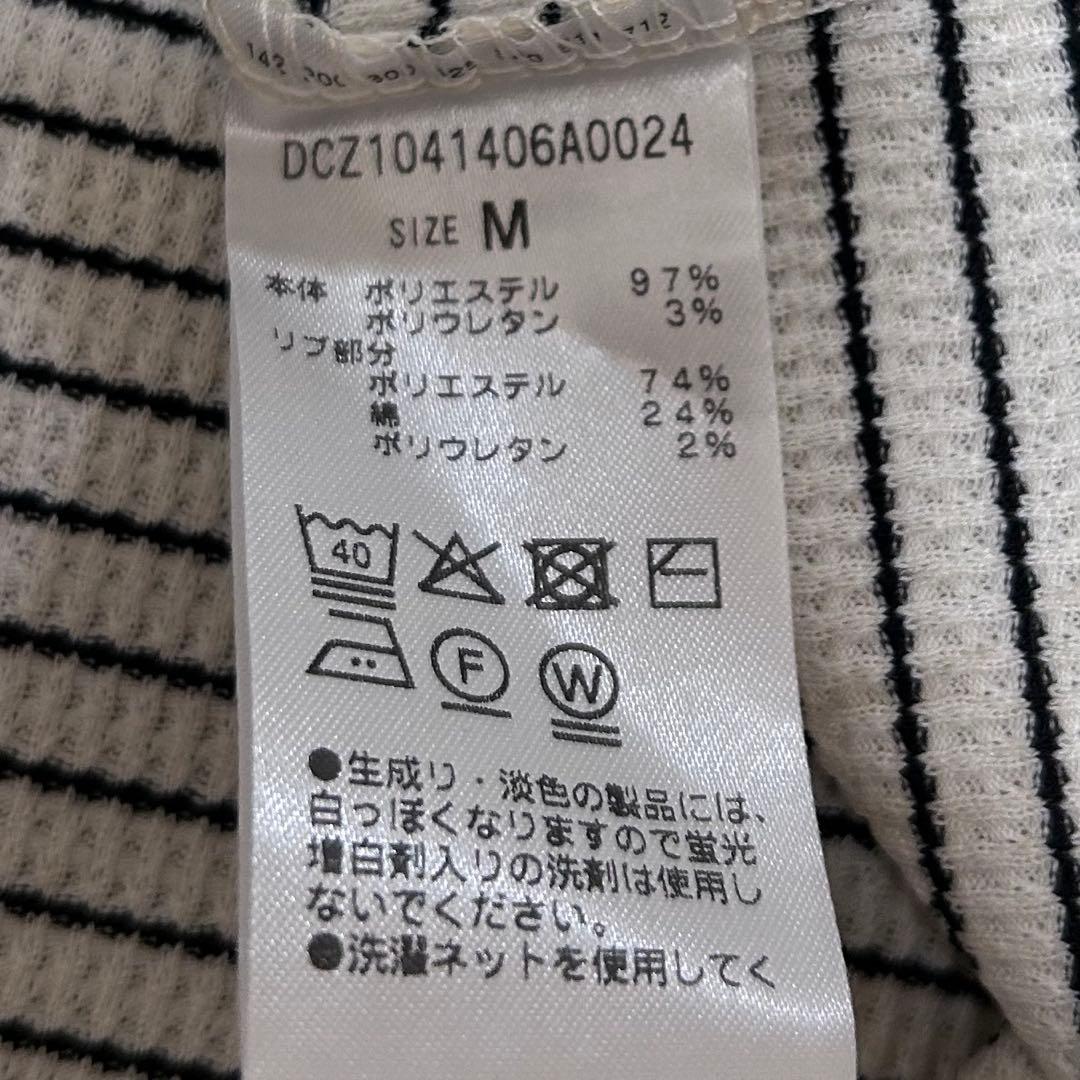 DCZ1041406A0024
SIZE M
本体 ポリエステル 97%
ポリウレタン 3%
リブ部分
ポリエステル 74%
綿 24%
ポリウレタン 2%
40
F W
●生成り・淡色の製品には、
白っぽくなりますので蛍光
増白剤入りの洗剤は使用し
ないでください。
●洗濯ネットを使用してく